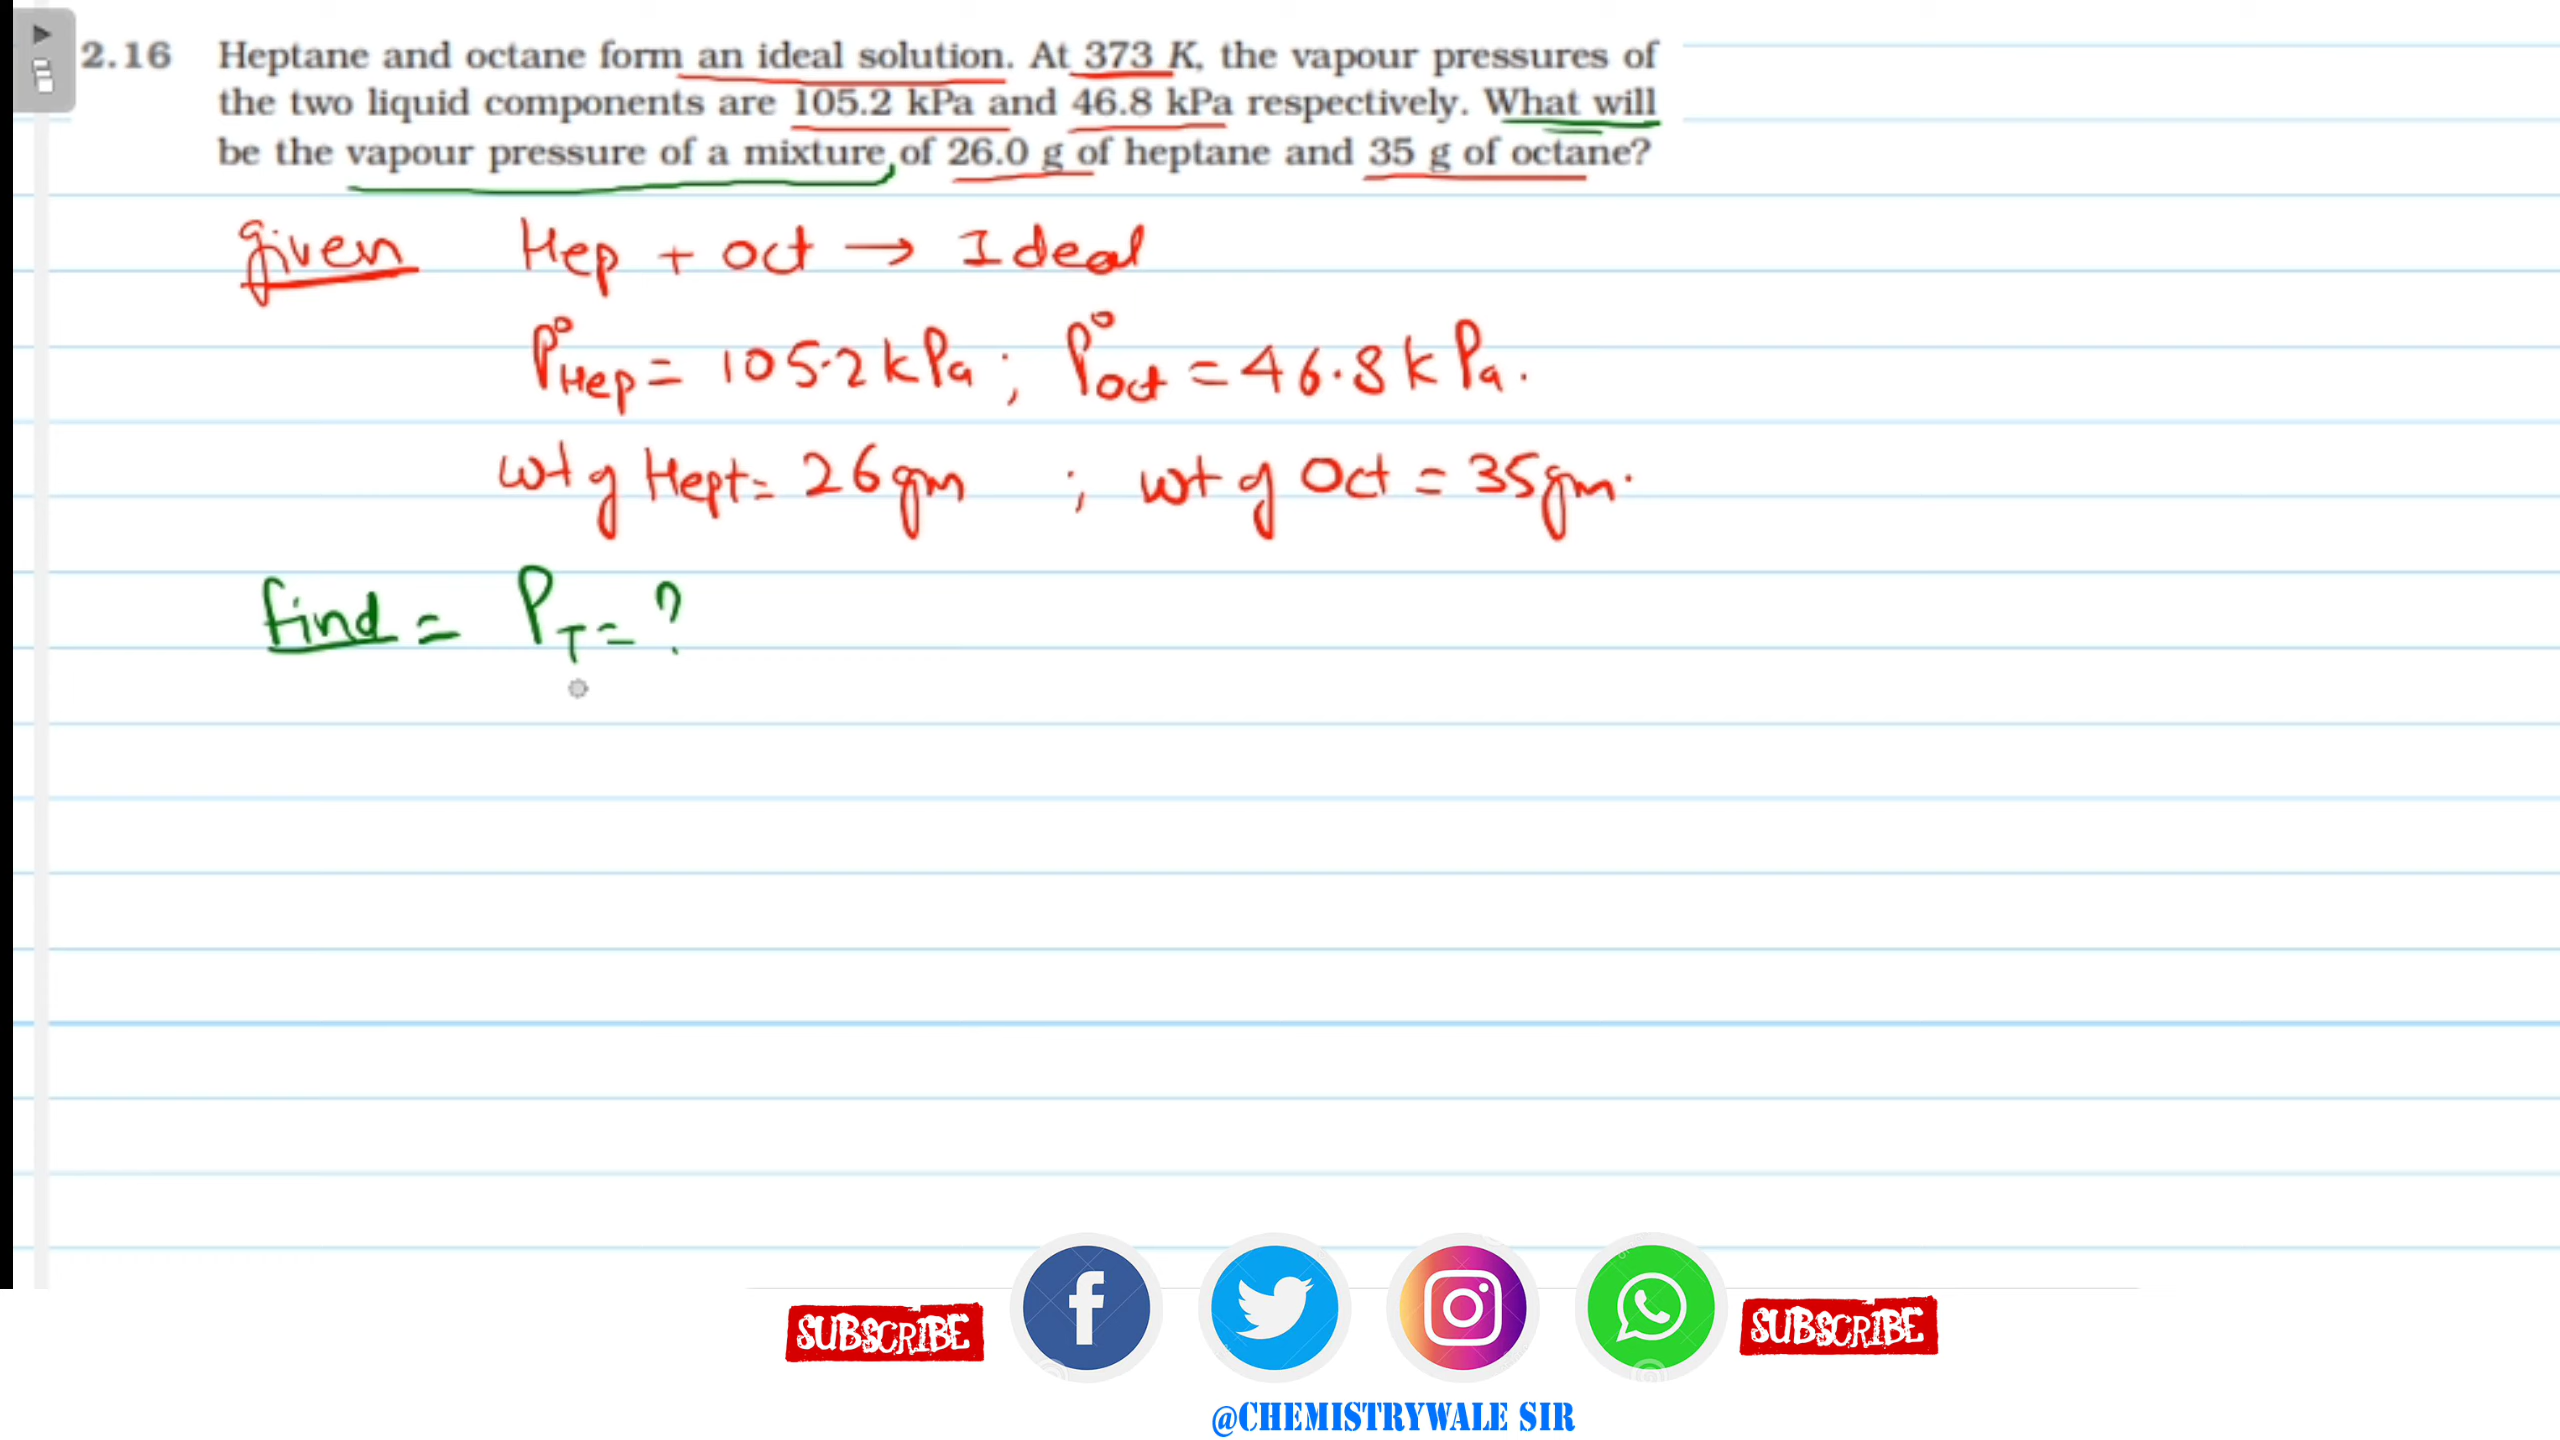 2.16 Heptane and octane form an ideal solution. At 373 K, the vapour pressures of
the two liquid components are 105.2 kPa and 46.8 kPa respectively. What will
be the vapour pressure of a mixture of 26.0 g of heptane and 35 g of octane?
given Hep + oct → Ideal
P°Hep = 105.2 kPa ; P°oct = 46.8 kPa.
wt of Hept = 26 gm ; wt of Oct = 35 gm.
find = PT = ?
SUBSCRIBE f SUBSCRIBE
@CHEMISTRYWALE SIR